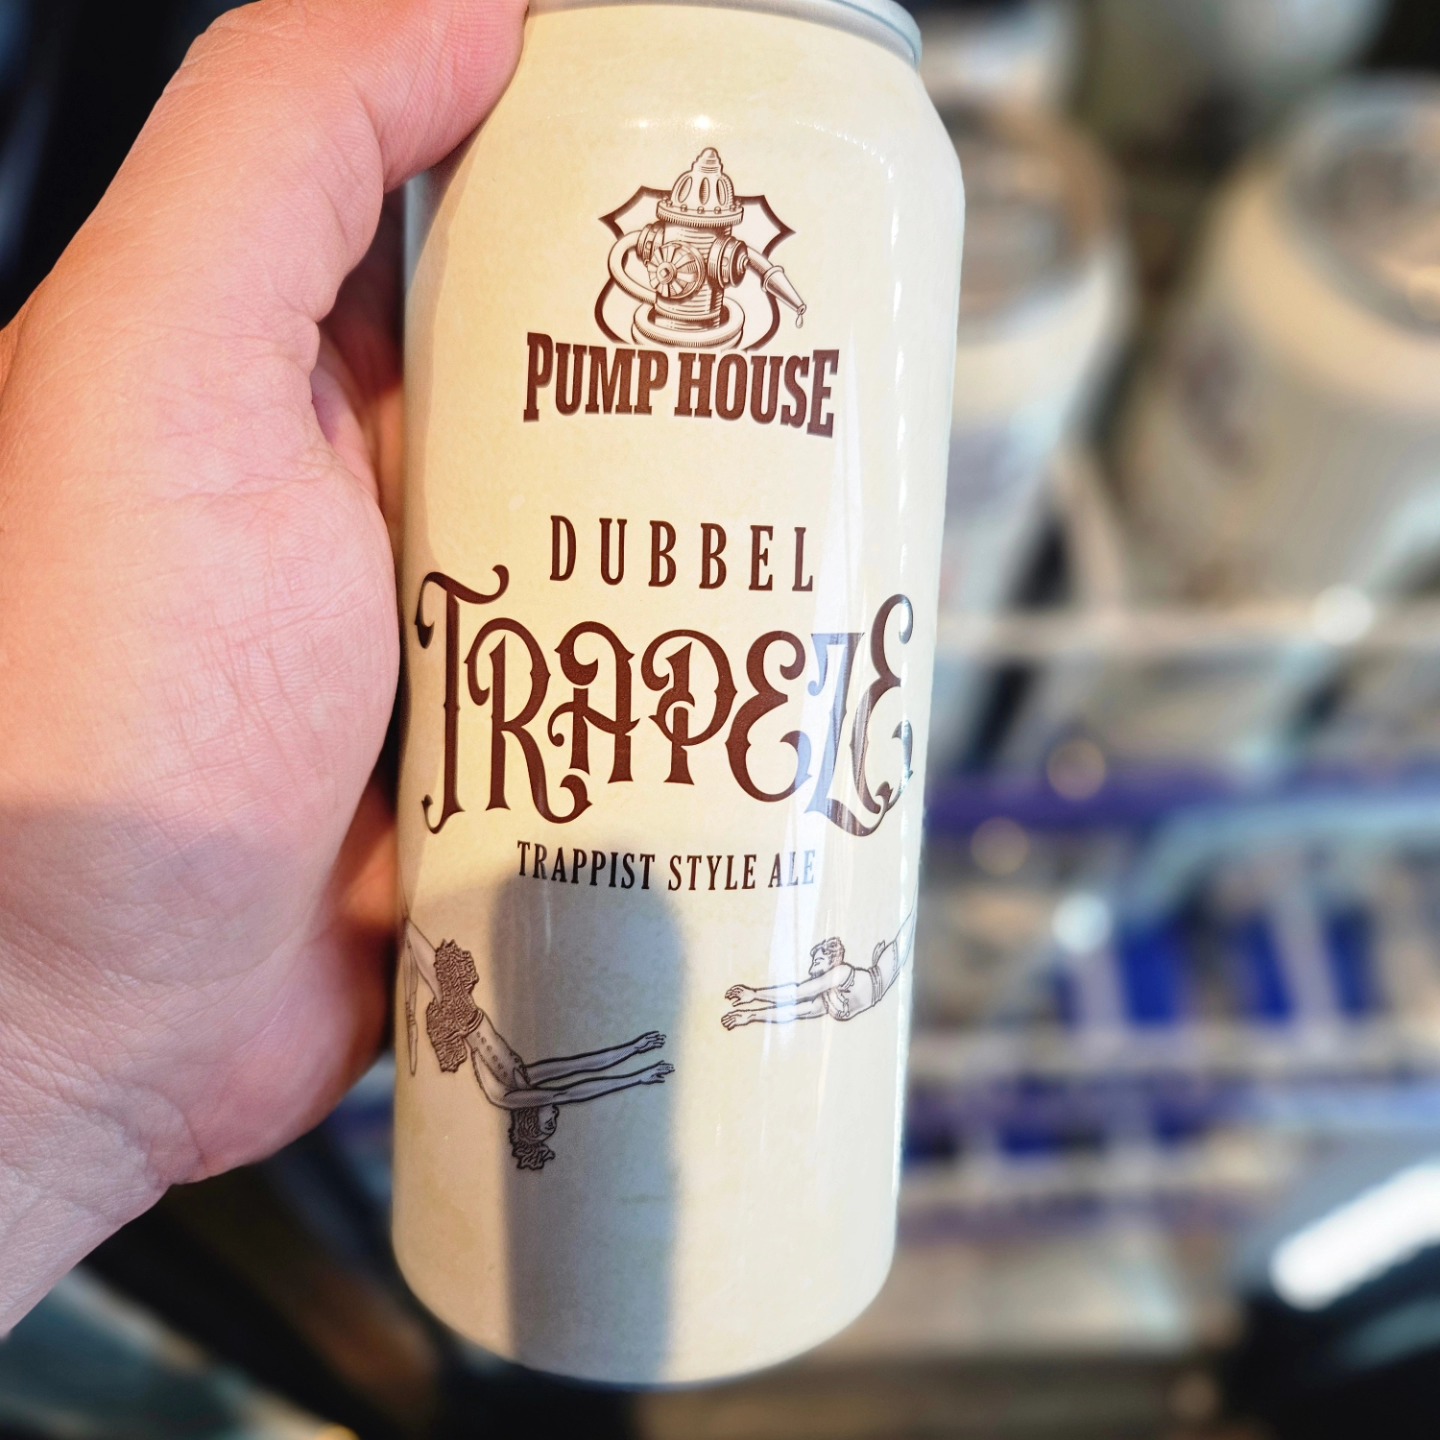 PUMP HOUSE
DUBBEL
TRAPEZE
TRAPPIST STYLE ALE